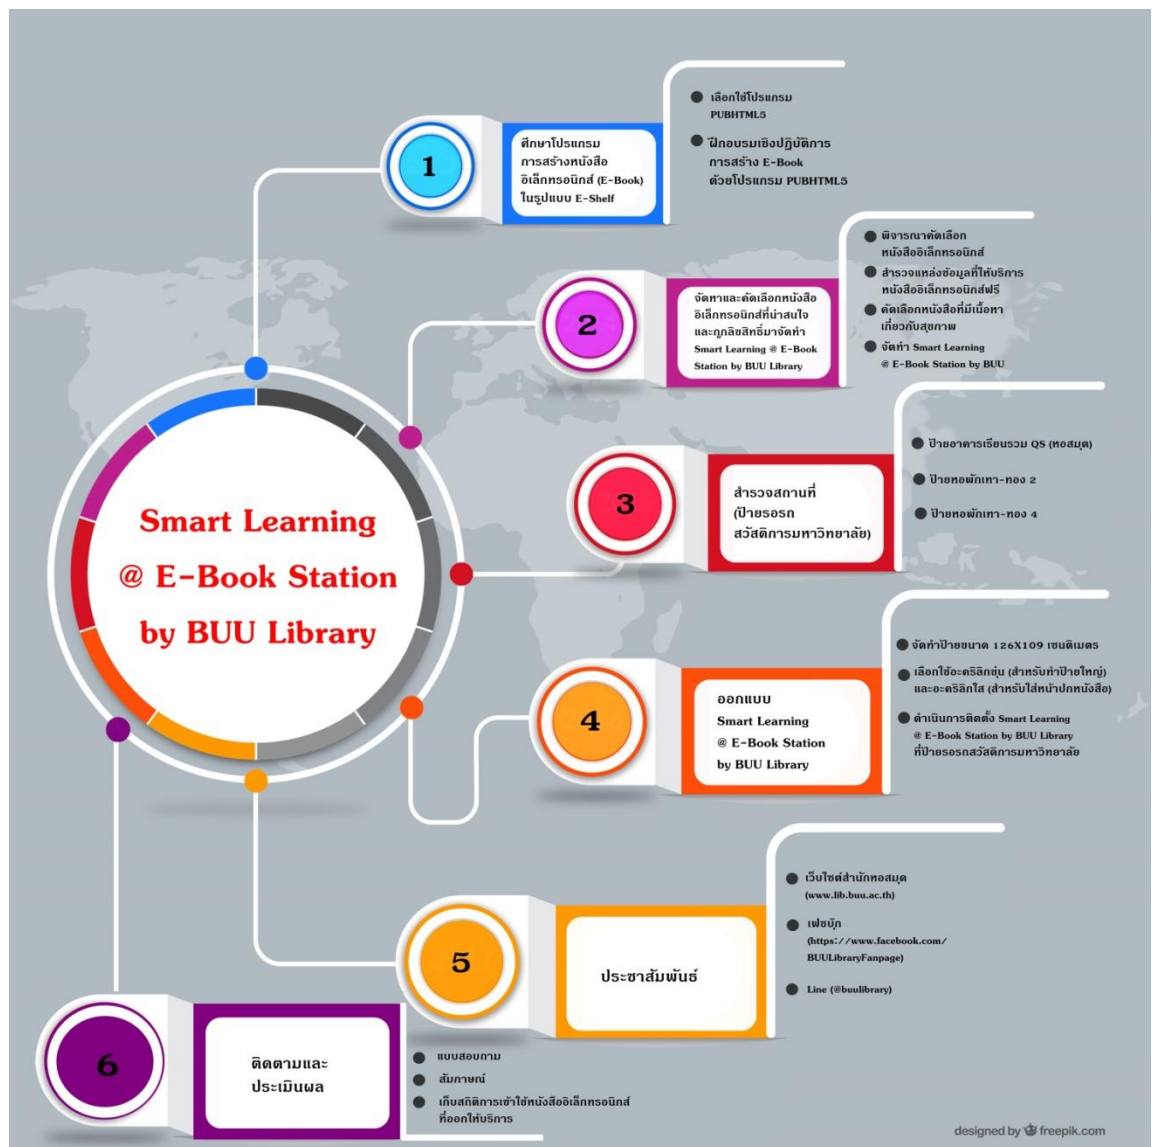 Smart Learning
@ E-Book Station
by BUU Library
1
ศึกษาโปรแกรม
การสร้างหนังสือ
อิเล็กทรอนิกส์ (E-Book)
ในรูปแบบ E-Shelf
เลือกใช้โปรแกรม
PUBHTML5
ฝึกอบรมเชิงปฏิบัติการ
การสร้าง E-Book
ด้วยโปรแกรม PUBHTML5
2
จัดหาและคัดเลือกหนังสือ
อิเล็กทรอนิกส์ที่น่าสนใจ
และถูกลิขสิทธิ์มาจัดทำ
Smart Learning @ E-Book
Station by BUU Library
พิจารณาคัดเลือก
หนังสืออิเล็กทรอนิกส์
สำรวจแหล่งข้อมูลที่ให้บริการ
หนังสืออิเล็กทรอนิกส์ฟรี
คัดเลือกหนังสือที่มีเนื้อหา
เกี่ยวกับสุขภาพ
จัดทำ Smart Learning
@ E-Book Station by BUU
3
สำรวจสถานที่
(ป้ายรอรถ
สวัสดิการมหาวิทยาลัย)
ป้ายอาคารเรียนรวม QS (หอสมุด)
ป้ายหอพักเทา-ทอง 2
ป้ายหอพักเทา-ทอง 4
4
ออกแบบ
Smart Learning
@ E-Book Station
by BUU Library
จัดทำป้ายขนาด 126X109 เซนติเมตร
เลือกใช้อะคริลิกขุ่น (สำหรับทำป้ายใหญ่)
และอะคริลิกใส (สำหรับใส่หน้าปกหนังสือ)
ดำเนินการติดตั้ง Smart Learning
@ E-Book Station by BUU Library
ที่ป้ายรอรถสวัสดิการมหาวิทยาลัย
5
ประชาสัมพันธ์
เว็บไซต์สำนักหอสมุด
(www.lib.buu.ac.th)
เฟซบุ๊ก
(https://www.facebook.com/
BUULibraryFanpage)
Line (@buulibrary)
6
ติดตามและ
ประเมินผล
แบบสอบถาม
สัมภาษณ์
เก็บสถิติการเข้าใช้หนังสืออิเล็กทรอนิกส์
ที่ออกให้บริการ
designed by freepik.com